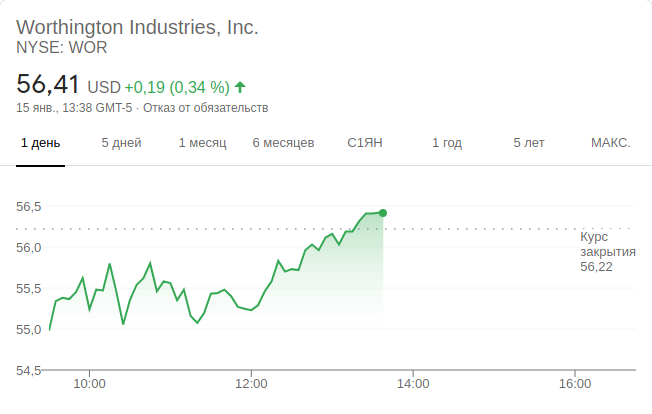 Worthington Industries, Inc.
NYSE: WOR
56,41 USD +0,19 (0,34 %)
15 янв., 13:38 GMT-5 · Отказ от обязательств
1 день 5 дней 1 месяц 6 месяцев С1ЯН 1 год 5 лет МАКС.
56,5
56,0
55,5
55,0
54,5
Курс
закрытия
56,22
10:00 12:00 14:00 16:00